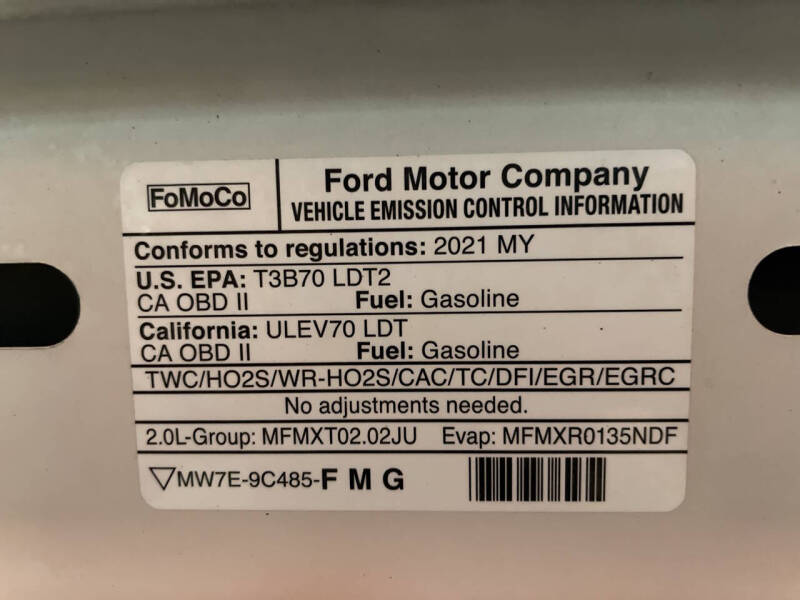 FoMoCo
Ford Motor Company
VEHICLE EMISSION CONTROL INFORMATION
Conforms to regulations: 2021 MY
U.S. EPA: T3B70 LDT2
CA OBD II Fuel: Gasoline
California: ULEV70 LDT
CA OBD II Fuel: Gasoline
TWC/HO2S/WR-HO2S/CAC/TC/DFI/EGR/EGRC
No adjustments needed.
2.0L-Group: MFMXT02.02JU Evap: MFMXR0135NDF
MW7E-9C485-F M G